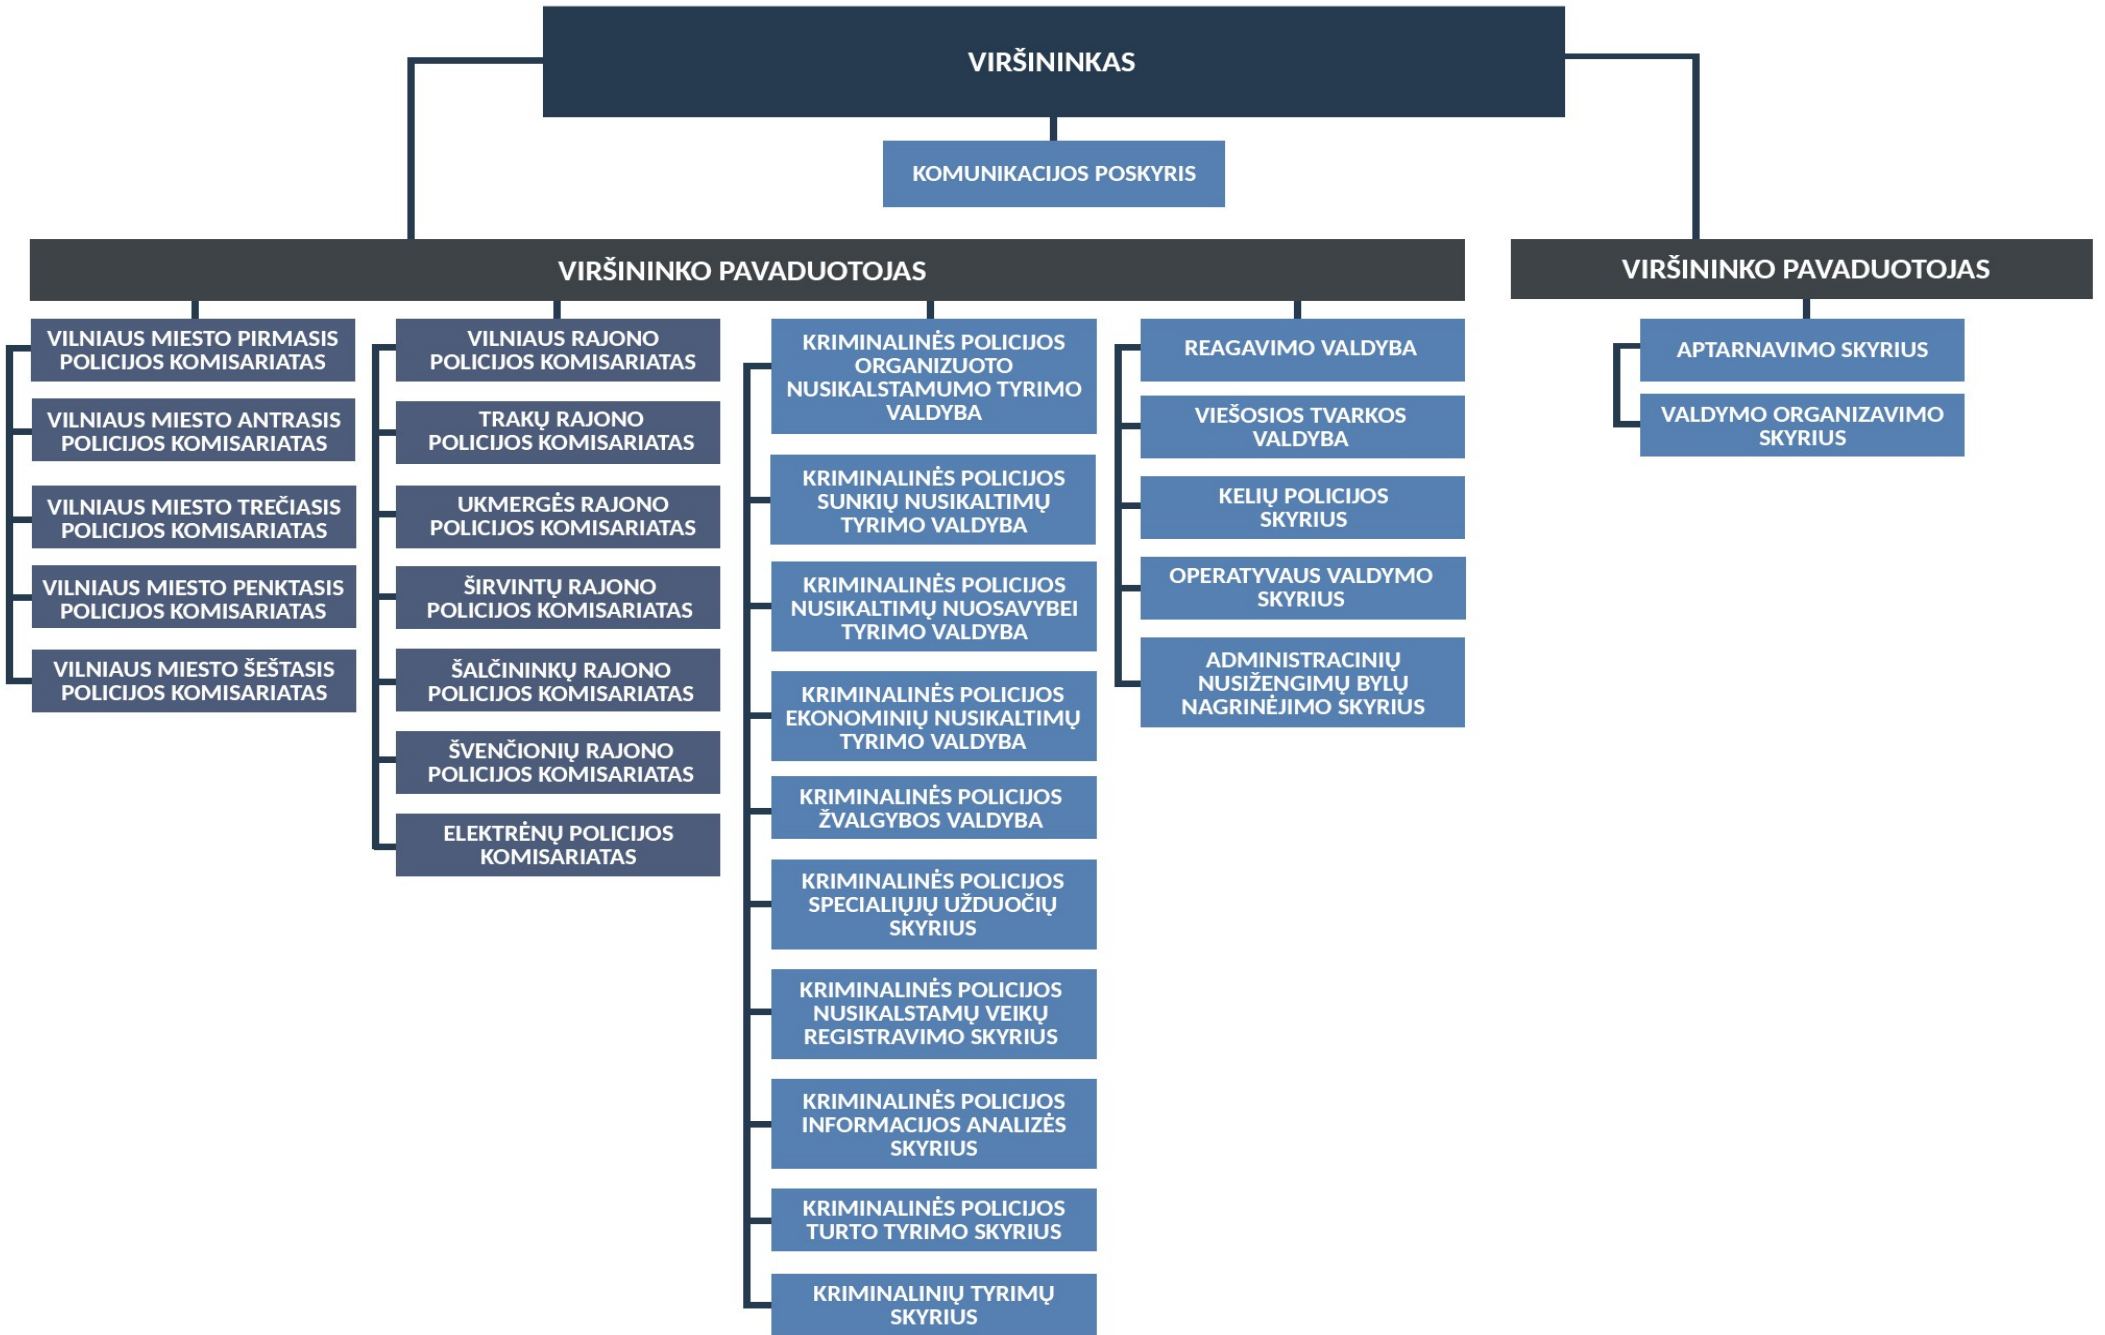 VIRŠININKAS
KOMUNIKACIJOS POSKYRIS
VIRŠININKO PAVADUOTOJAS
VILNIAUS MIESTO PIRMASIS
POLICIJOS KOMISARIATAS
VILNIAUS MIESTO ANTRASIS
POLICIJOS KOMISARIATAS
VILNIAUS MIESTO TREČIASIS
POLICIJOS KOMISARIATAS
VILNIAUS MIESTO PENKTASIS
POLICIJOS KOMISARIATAS
VILNIAUS MIESTO ŠEŠTASIS
POLICIJOS KOMISARIATAS
VILNIAUS RAJONO
POLICIJOS KOMISARIATAS
TRAKŲ RAJONO
POLICIJOS KOMISARIATAS
UKMERGĖS RAJONO
POLICIJOS KOMISARIATAS
ŠIRVINTŲ RAJONO
POLICIJOS KOMISARIATAS
ŠALČININKŲ RAJONO
POLICIJOS KOMISARIATAS
ŠVENČIONIŲ RAJONO
POLICIJOS KOMISARIATAS
ELEKTRĖNŲ POLICIJOS
KOMISARIATAS
KRIMINALINĖS POLICIJOS
ORGANIZUOTO
NUSIKALSTAMUMO TYRIMO
VALDYBA
KRIMINALINĖS POLICIJOS
SUNKIŲ NUSIKALTIMŲ
TYRIMO VALDYBA
KRIMINALINĖS POLICIJOS
NUSIKALTIMŲ NUOSAVYBEI
TYRIMO VALDYBA
KRIMINALINĖS POLICIJOS
EKONOMINIŲ NUSIKALTIMŲ
TYRIMO VALDYBA
KRIMINALINĖS POLICIJOS
ŽVALGYBOS VALDYBA
KRIMINALINĖS POLICIJOS
SPECIALIŲJŲ UŽDUOČIŲ
SKYRIUS
KRIMINALINĖS POLICIJOS
NUSIKALSTAMŲ VEIKŲ
REGISTRAVIMO SKYRIUS
KRIMINALINĖS POLICIJOS
INFORMACIJOS ANALIZĖS
SKYRIUS
KRIMINALINĖS POLICIJOS
TURTO TYRIMO SKYRIUS
KRIMINALINIŲ TYRIMŲ
SKYRIUS
REAGAVIMO VALDYBA
VIEŠOSIOS TVARKOS
VALDYBA
KELIŲ POLICIJOS
SKYRIUS
OPERATYVAUS VALDYMO
SKYRIUS
ADMINISTRACINIŲ
NUSIŽENGIMŲ BYLŲ
NAGRINĖJIMO SKYRIUS
VIRŠININKO PAVADUOTOJAS
APTARNAVIMO SKYRIUS
VALDYMO ORGANIZAVIMO
SKYRIUS